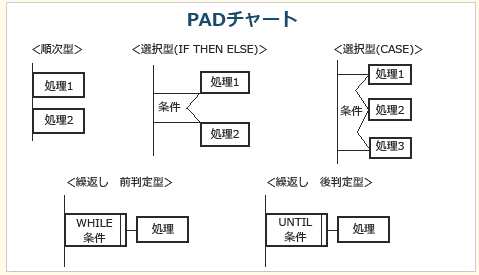 PADチャート
＜順次型＞
＜選択型(IF THEN ELSE)＞
＜選択型(CASE)＞
処理1
処理2
条件
処理1
処理2
条件
処理1
処理2
処理3
＜繰返し　前判定型＞
＜繰返し　後判定型＞
WHILE
条件
処理
UNTIL
条件
処理